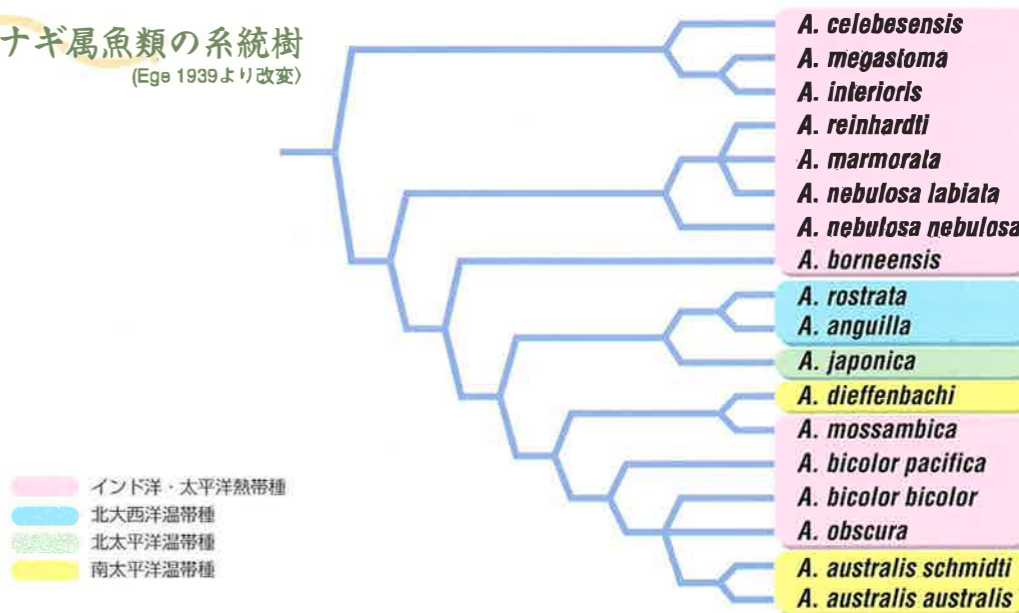 ナギ属魚類の系統樹
(Ege 1939より改変)
A. celebesensis
A. megastoma
A. interioris
A. reinhardti
A. marmorata
A. nebulosa labiata
A. nebulosa nebulosa
A. borneensis
A. rostrata
A. anguilla
A. japonica
A. dieffenbachi
A. mossambica
A. bicolor pacifica
A. bicolor bicolor
A. obscura
A. australis schmidti
A. australis australis
インド洋・太平洋熱帯種
北大西洋温帯種
北太平洋温帯種
南太平洋温帯種